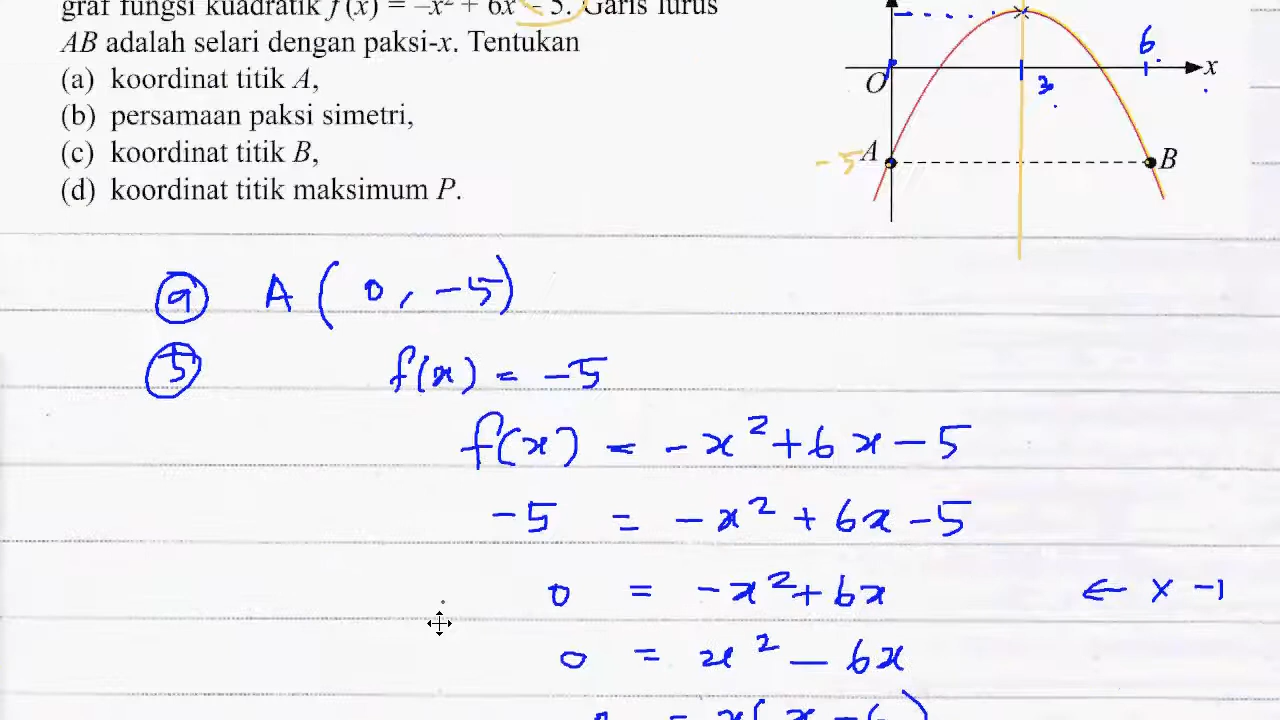 graf fungsi kuadratik f(x) = –x² + 6x – 5. Garis lurus
AB adalah selari dengan paksi-x. Tentukan
(a) koordinat titik A,
(b) persamaan paksi simetri,
(c) koordinat titik B,
(d) koordinat titik maksimum P.
6
O
3
x
-5
A
B
(a) A (0, -5)
(b) f(x) = -5
f(x) = -x² + 6x - 5
-5 = -x² + 6x - 5
0 = -x² + 6x ← × -1
0 = x² - 6x
0 = x(x - 6)